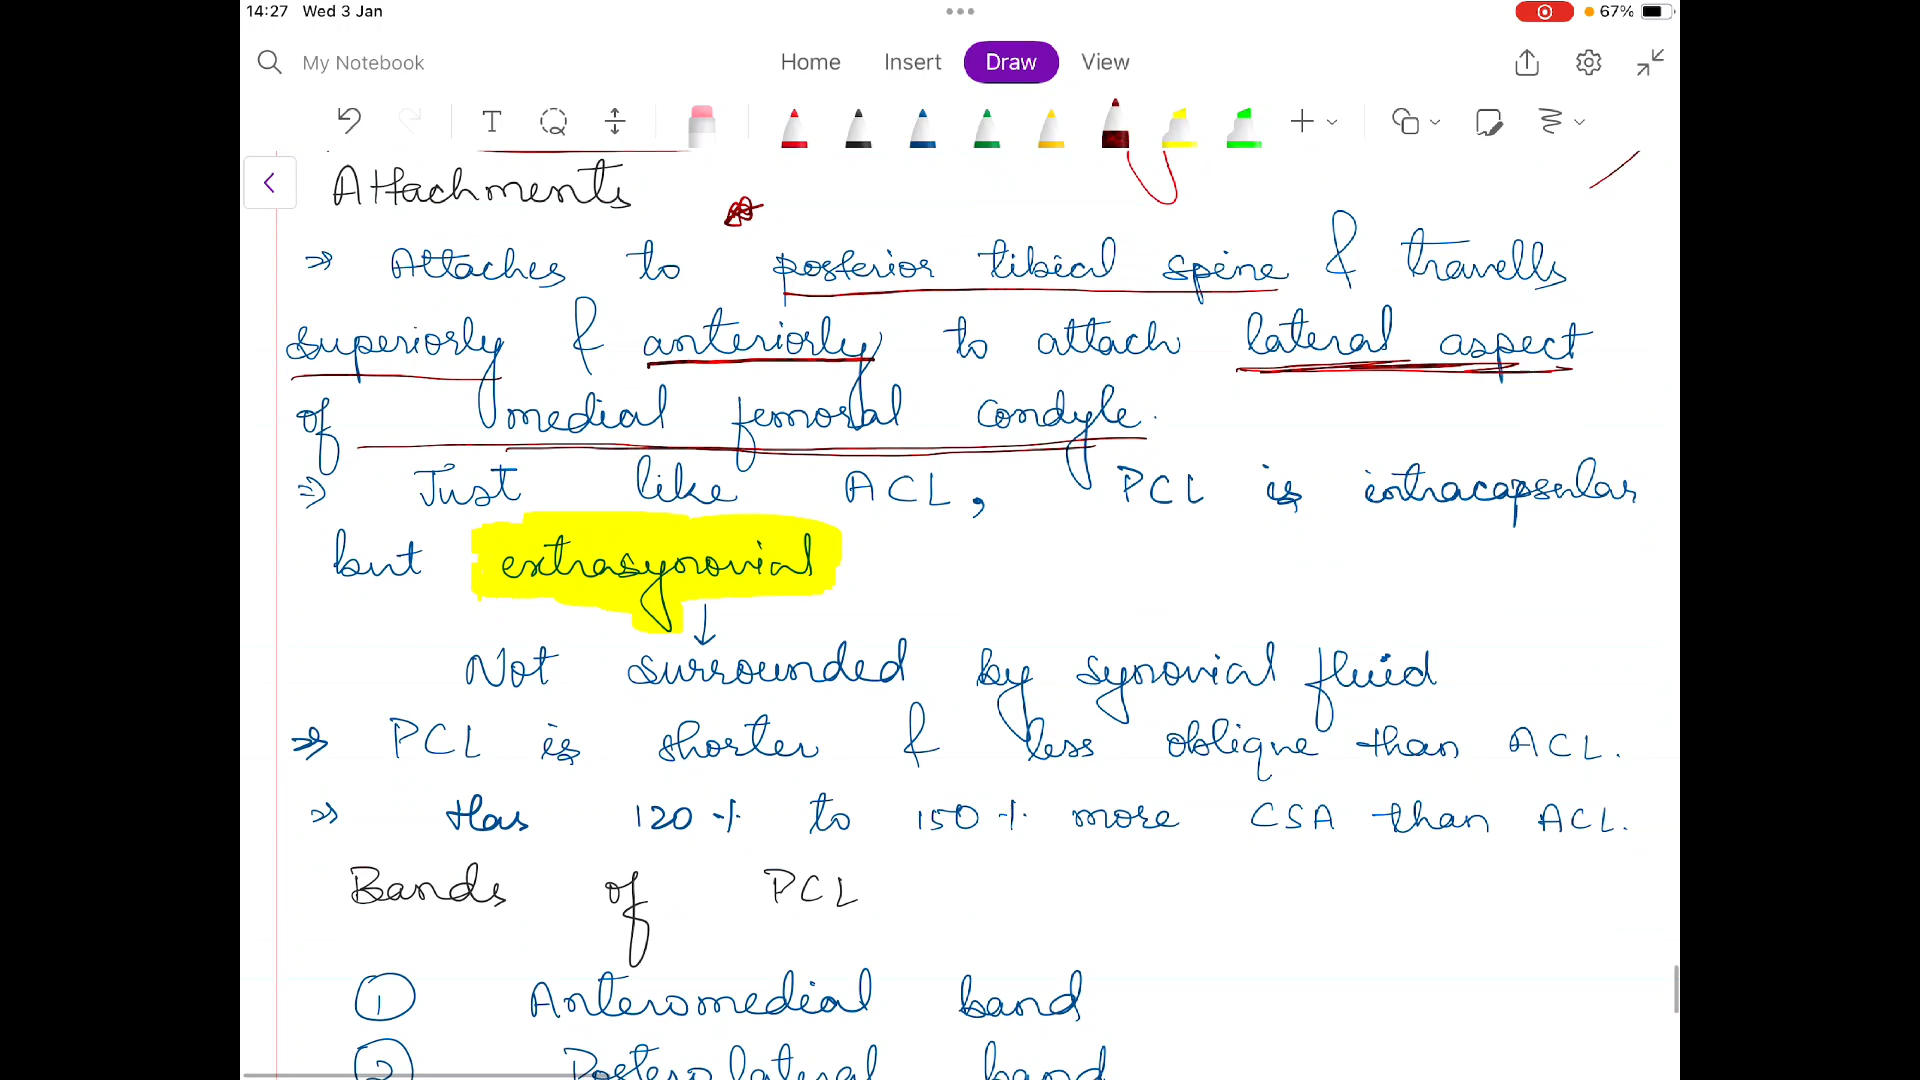 14:27 Wed 3 Jan
67%
My Notebook
Home Insert Draw View
Attachments
⇒ Attaches to posterior tibial spine & travells
superiorly & anteriorly to attach lateral aspect
of medial femoral condyle.
⇒ Just like ACL, PCL is intracapsular
but extrasynovial
↓
Not surrounded by synovial fluid
⇒ PCL is shorter & less oblique than ACL.
⇒ Has 120 % to 150 % more CSA than ACL.
Bands of PCL
① Anteromedial band
② Posterolateral band